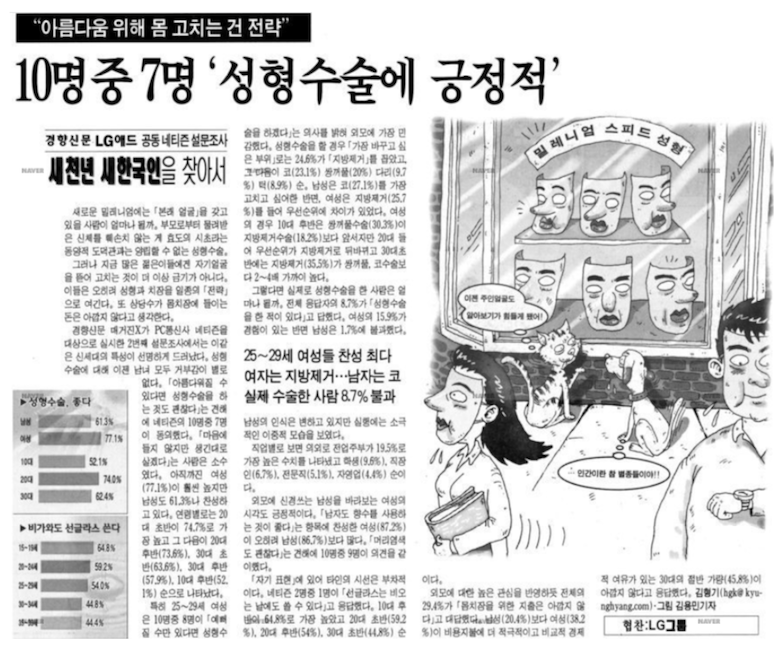 “아름다움 위해 몸 고치는 건 전략”
10명중 7명 ‘성형수술에 긍정적’
경향신문 LG애드 공동 네티즌 설문조사
새천년 새한국인을 찾아서
새로운 밀레니엄에는 「본래 얼굴」을 갖고
있을 사람이 얼마나 될까. 부모로부터 물려받
은 신체를 훼손치 않는 게 효도의 시초라는
동양적 도덕관과는 양립할 수 없는 성형수술.
그러나 지금 많은 젊은이들에겐 자기얼굴
을 뜯어 고치는 것이 더 이상 금기가 아니다.
이들은 오히려 성형과 치장을 일종의 「전략」
으로 여긴다. 또 상당수가 몸치장에 들이는
돈은 아깝지 않다고 생각한다.
경향신문 매거진X가 PC통신사 네티즌을
대상으로 실시한 2번째 설문조사에서는 이같
은 신세대의 특성이 선명하게 드러났다. 성형
수술에 대해 이젠 남녀 모두 거부감이 별로
없다. 「아름다워질 수
있다면 성형수술을 하
는 것도 괜찮다」는 견해
에 네티즌의 10명중 7명
이 동의했다. 「마음에
들지 않지만 생긴대로
살겠다」는 사람은 소수
였다. 아직까진 여성
(77.1%)이 훨씬 높지만
남성도 61.3%나 찬성하
고 있다. 연령별로는 20
대 초반이 74.7%로 가
장 높고 그 다음이 20대
후반(73.6%), 30대 초
반(63.6%), 30대 후반
(57.9%), 10대(52.
1%) 순으로 나타났다.
특히 25～29세 여성
은 10명중 8명이 「예뻐
질 수만 있다면 성형수
▶성형수술, 좋다
남성 61.3%
여성 77.1%
10대 52.1%
20대 74.0%
30대 62.4%
▶비가와도 선글라스 쓴다
15-19세 64.8%
20-24세 59.2%
25-29세 54.0%
30-34세 44.8%
35-39세 44.4%
술을 하겠다」는 의사를 밝혀 외모에 가장 민
감했다. 성형수술을 할 경우 「가장 바꾸고 싶
은 부위」로는 24.6%가 「지방제거」를 꼽았고,
그 다음이 코(23.1%) 쌍꺼풀(20%) 다리(9.7
%) 턱(8.9%) 순. 남성은 코(27.1%)를 가장
고치고 싶어한 반면, 여성은 지방제거(25.7
%)를 들어 우선순위에 차이가 있었다. 여성
의 경우 10대 후반은 쌍꺼풀수술(30.3%)이
지방제거수술(18.2%)보다 앞서지만 20대 들
어 우선순위가 지방제거로 뒤바뀌고 30대초
반에는 지방제거(35.5%)가 쌍꺼풀, 코수술보
다 2～4배 가까이 높다.
그렇다면 실제로 성형수술을 한 사람은 얼
마나 될까. 전체 응답자의 8.7%가 「성형수술
을 한 적이 있다」고 답했다. 여성의 15.9%가
경험이 있는 반면 남성은 1.7%에 불과했다.
25～29세 여성들 찬성 최다
여자는 지방제거…남자는 코
실제 수술한 사람 8.7% 불과
남성의 인식은 변하고 있지만 실행에는 소극
적인 이중적 모습을 보였다.
직업별로 보면 의외로 전업주부가 19.5%로
가장 높은 수치를 나타냈고 학생(9.6%), 직장
인(6.7%), 전문직(5.1%), 자영업(4.4%) 순이
다.
외모에 신경쓰는 남성을 바라보는 여성의
시각도 긍정적이다. 「남자도 향수를 사용하
는 것이 좋다」는 항목에 찬성한 여성(87.2%)
이 오히려 남성(86.7%)보다 많다. 「머리염색
도 괜찮다」는 견해에 10명중 9명이 의견을 같
이했다.
「자기 표현」에 있어 타인의 시선은 부차적
이다. 네티즌 2명중 1명이 「선글라스는 비오
는 날에도 쓸 수 있다」고 응답했다. 10대 후
반이 64.8%로 가장 높았고 20대 초반(59.2
%), 20대 후반(54%), 30대 초반(44.8%) 순
밀레니엄 스피드 성형
이젠 주인얼굴도
알아보기가 힘들게 됐어!
인간이란 참 별종들이야!!
이다.
외모에 대한 높은 관심을 반영하듯 전체의
29.4%가 「몸치장을 위한 지출은 아깝지 않
다」고 대답했다. 남성(20.4%)보다 여성(38.2
%)이 비용지불에 더 적극적이고 비교적 경제
적 여유가 있는 30대의 절반 가량(45.8%)이
아깝지 않다고 응답했다. 김형기(hgk@kyu-
nghyang.com)·그림 김용민기자
협찬:LG그룹
NAVER